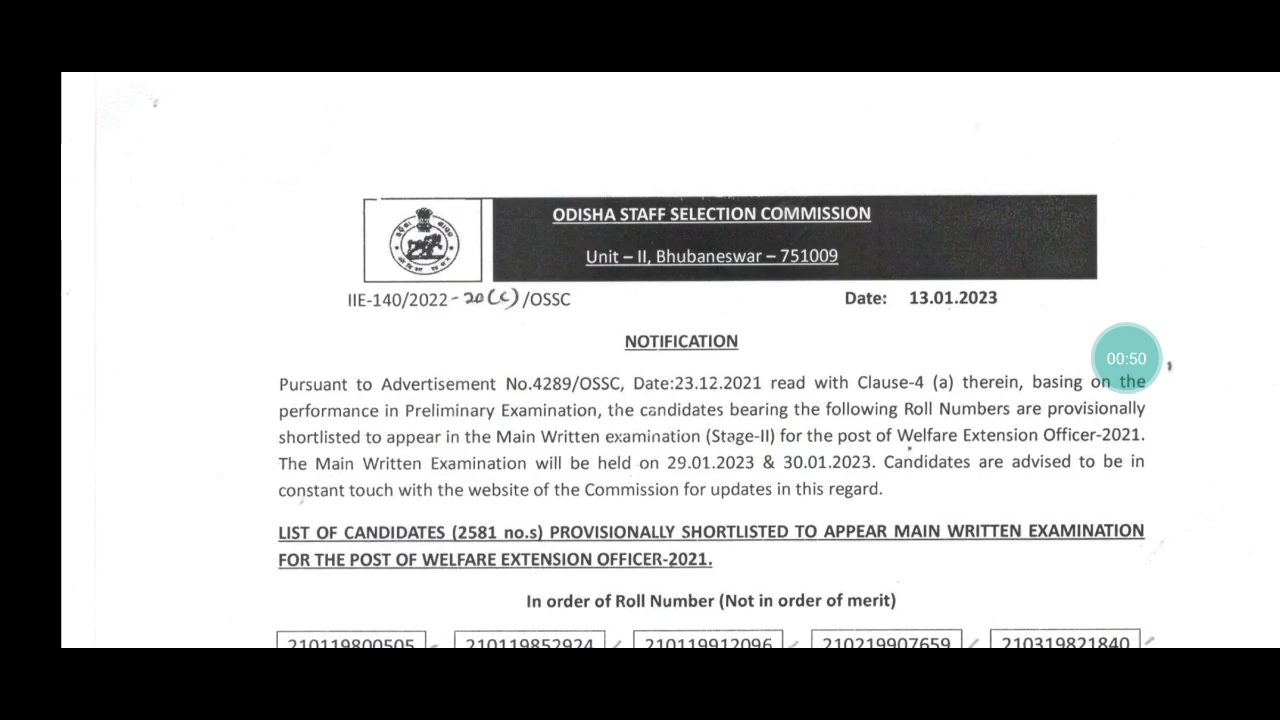 ODISHA STAFF SELECTION COMMISSION
Unit – II, Bhubaneswar – 751009
IIE-140/2022-20(C)/OSSC Date: 13.01.2023
NOTIFICATION
00:50
Pursuant to Advertisement No.4289/OSSC, Date:23.12.2021 read with Clause-4 (a) therein, basing on the
performance in Preliminary Examination, the candidates bearing the following Roll Numbers are provisionally
shortlisted to appear in the Main Written examination (Stage-II) for the post of Welfare Extension Officer-2021.
The Main Written Examination will be held on 29.01.2023 & 30.01.2023. Candidates are advised to be in
constant touch with the website of the Commission for updates in this regard.
LIST OF CANDIDATES (2581 no.s) PROVISIONALLY SHORTLISTED TO APPEAR MAIN WRITTEN EXAMINATION
FOR THE POST OF WELFARE EXTENSION OFFICER-2021.
In order of Roll Number (Not in order of merit)
210119800505 210119852924 210119912096 210219907659 210319821840